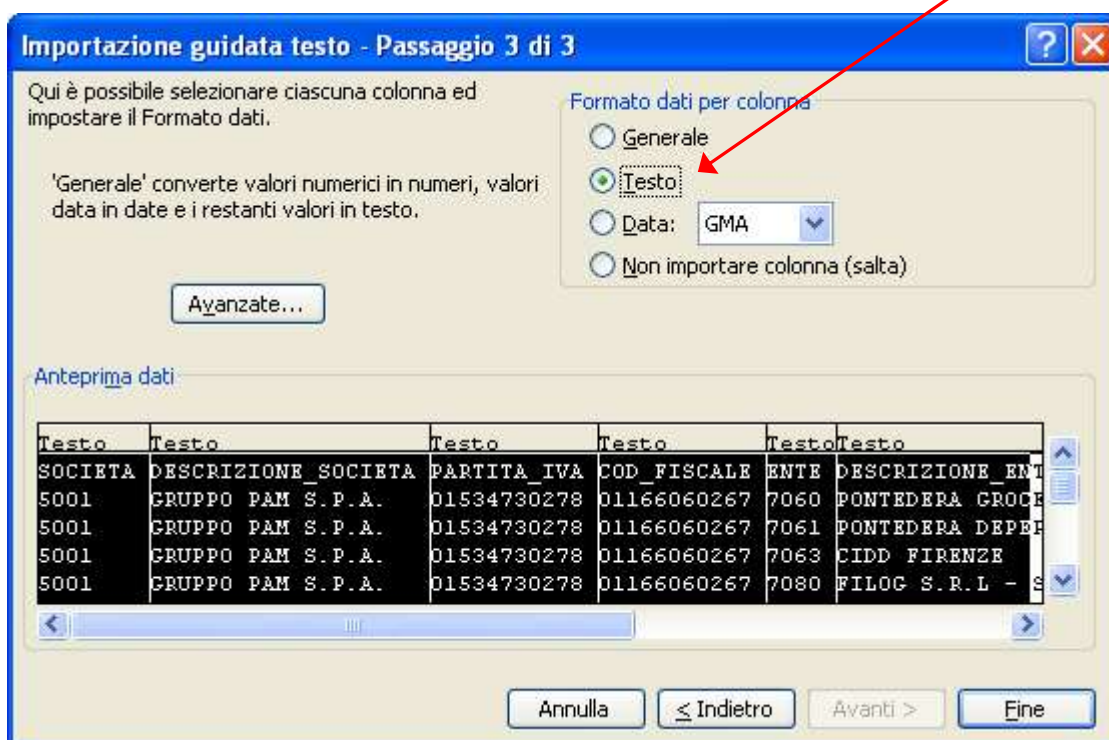 Importazione guidata testo - Passaggio 3 di 3
Qui è possibile selezionare ciascuna colonna ed
impostare il Formato dati.
'Generale' converte valori numerici in numeri, valori
data in date e i restanti valori in testo.
Avanzate...
Formato dati per colonna
Generale
Testo
Data: GMA
Non importare colonna (salta)
Anteprima dati
Testo Testo Testo Testo Testo Testo
SOCIETA DESCRIZIONE_SOCIETA PARTITA_IVA COD_FISCALE ENTE DESCRIZIONE_ENT
5001 GRUPPO PAM S.P.A. 01534730278 01166060267 7060 PONTEDERA GROCE
5001 GRUPPO PAM S.P.A. 01534730278 01166060267 7061 PONTEDERA DEPER
5001 GRUPPO PAM S.P.A. 01534730278 01166060267 7063 CIDD FIRENZE
5001 GRUPPO PAM S.P.A. 01534730278 01166060267 7080 FILOG S.R.L - S
Annulla < Indietro Avanti > Fine